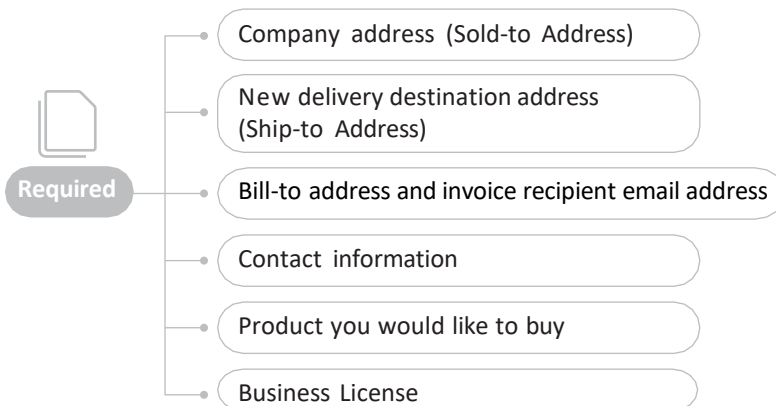 Company address (Sold-to Address)
New delivery destination address
(Ship-to Address)
Required
Bill-to address and invoice recipient email address
Contact information
Product you would like to buy
Business License